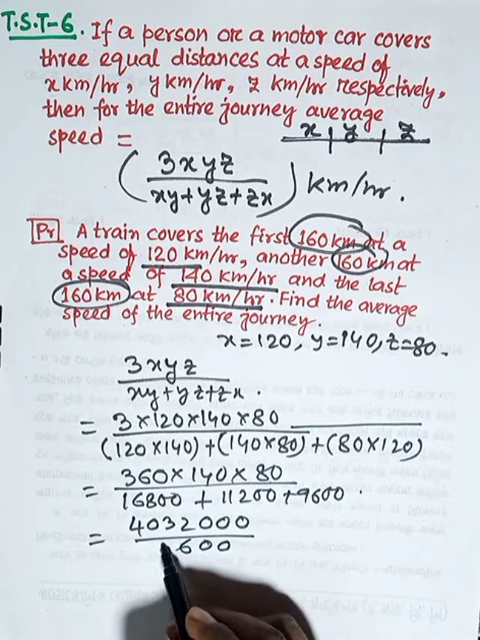 T.S.T-6. If a person or a motor car covers
three equal distances at a speed of
x km/hr, y km/hr, z km/hr respectively,
then for the entire journey average
speed =
x y z
(3xyz / xy+yz+zx) km/hr.
Pr A train covers the first 160 km at a
speed of 120 km/hr, another 160 km at
a speed of 140 km/hr and the last
160 km at 80 km/hr. Find the average
speed of the entire journey.
x=120, y=140, z=80.
3xyz
xy+yz+zx.
= 3×120×140×80
(120×140)+(140×80)+(80×120)
= 360×140×80
16800 + 11200+9600.
= 4032000
600